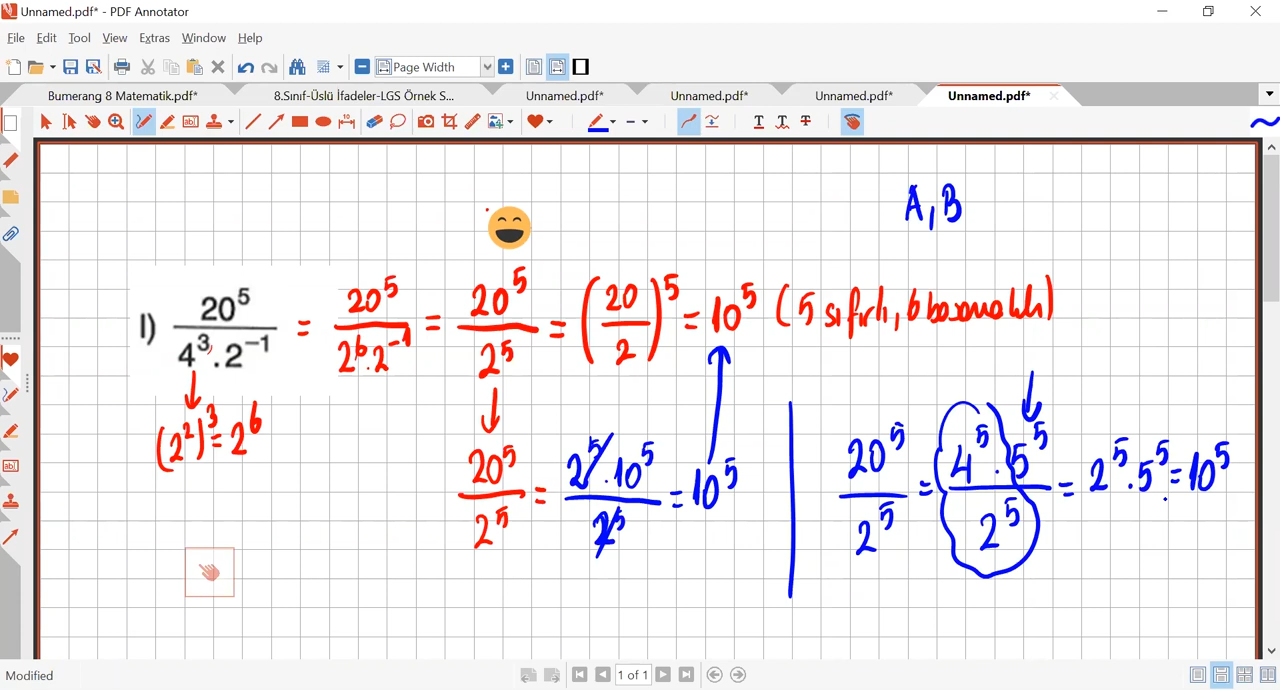 Unnamed.pdf* - PDF Annotator
File Edit Tool View Extras Window Help
Page Width
Bumerang 8 Matematik.pdf* 8.Sınıf-Üslü İfadeler-LGS Örnek S... Unnamed.pdf* Unnamed.pdf* Unnamed.pdf* Unnamed.pdf*
A, B
I) 20^5 / (4^3 . 2^-1) = 20^5 / (2^6 . 2^-1) = 20^5 / 2^5 = (20/2)^5 = 10^5 (5 sıfırlı, 6 basamaklı)
(2^2)^3 = 2^6
20^5 / 2^5 = 2^5 . 10^5 / 2^5 = 10^5
20^5 / 2^5 = 4^5 . 5^5 / 2^5 = 2^5 . 5^5 = 10^5
Modified 1 of 1